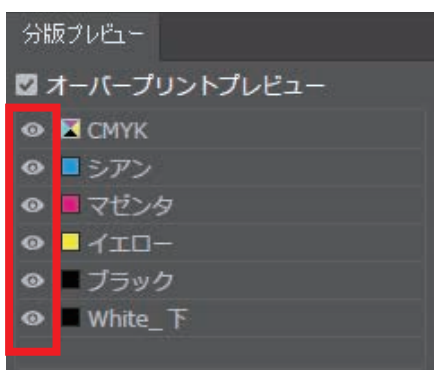 分版プレビュー
オーバープリントプレビュー
CMYK
シアン
マゼンタ
イエロー
ブラック
White_下